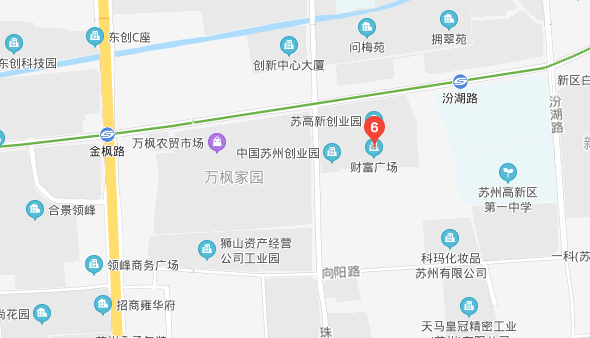 东创C座
东创科技园
创新中心大厦
问梅苑
拥翠苑
汾湖路
新区白
汾
湖
路
苏高新创业园
6
金枫路
万枫农贸市场
中国苏州创业园
财富广场
万枫家园
苏州高新区
第一中学
合景领峰
狮山资产经营
公司工业园
科玛化妆品
苏州有限公司
一科(苏
领峰商务广场
向阳路
招商雍华府
尚花园
天马皇冠精密工业
珠